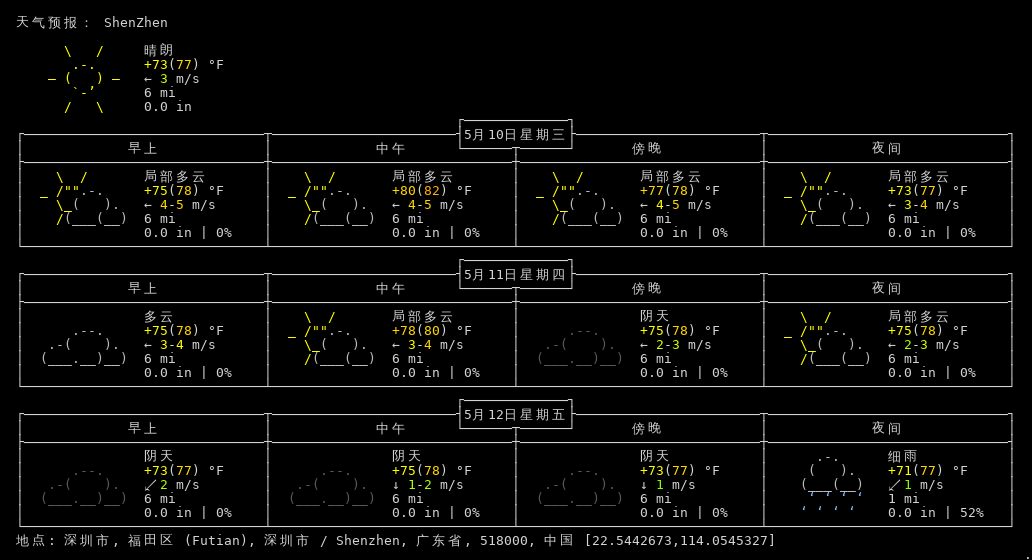 天气预报： ShenZhen
晴朗
+73(77) °F
← 3 m/s
6 mi
0.0 in
5月10日星期三
早上 中午 傍晚 夜间
局部多云 局部多云 局部多云 局部多云
+75(78) °F +80(82) °F +77(78) °F +73(77) °F
← 4-5 m/s ← 4-5 m/s ← 4-5 m/s ← 3-4 m/s
6 mi 6 mi 6 mi 6 mi
0.0 in | 0% 0.0 in | 0% 0.0 in | 0% 0.0 in | 0%
5月11日星期四
早上 中午 傍晚 夜间
多云 局部多云 阴天 局部多云
+75(78) °F +78(80) °F +75(78) °F +75(78) °F
← 3-4 m/s ← 3-4 m/s ← 2-3 m/s ← 2-3 m/s
6 mi 6 mi 6 mi 6 mi
0.0 in | 0% 0.0 in | 0% 0.0 in | 0% 0.0 in | 0%
5月12日星期五
早上 中午 傍晚 夜间
阴天 阴天 阴天 细雨
+73(77) °F +75(78) °F +73(77) °F +71(77) °F
↙ 2 m/s ↓ 1-2 m/s ↓ 1 m/s ↙ 1 m/s
6 mi 6 mi 6 mi 1 mi
0.0 in | 0% 0.0 in | 0% 0.0 in | 0% 0.0 in | 52%
地点: 深圳市, 福田区 (Futian), 深圳市 / Shenzhen, 广东省, 518000, 中国 [22.5442673,114.0545327]